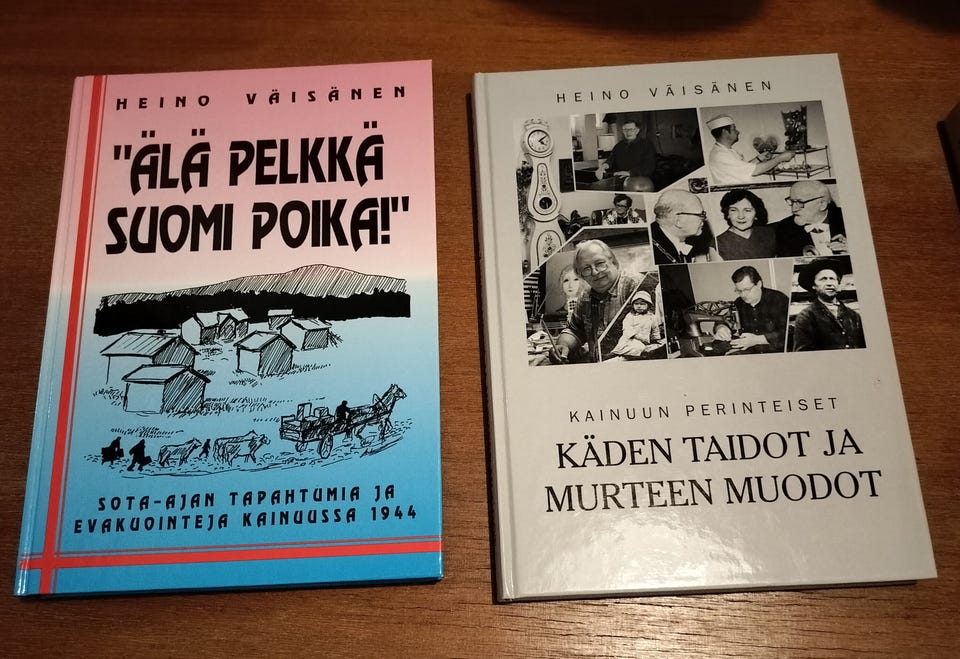 HEINO VÄISÄNEN
"ÄLÄ PELKKÄ
SUOMI POIKA!"
SOTA-AJAN TAPAHTUMIA JA
EVAKUOINTEJA KAINUUSSA 1944
HEINO VÄISÄNEN
KAINUUN PERINTEISET
KÄDEN TAIDOT JA
MURTEEN MUODOT